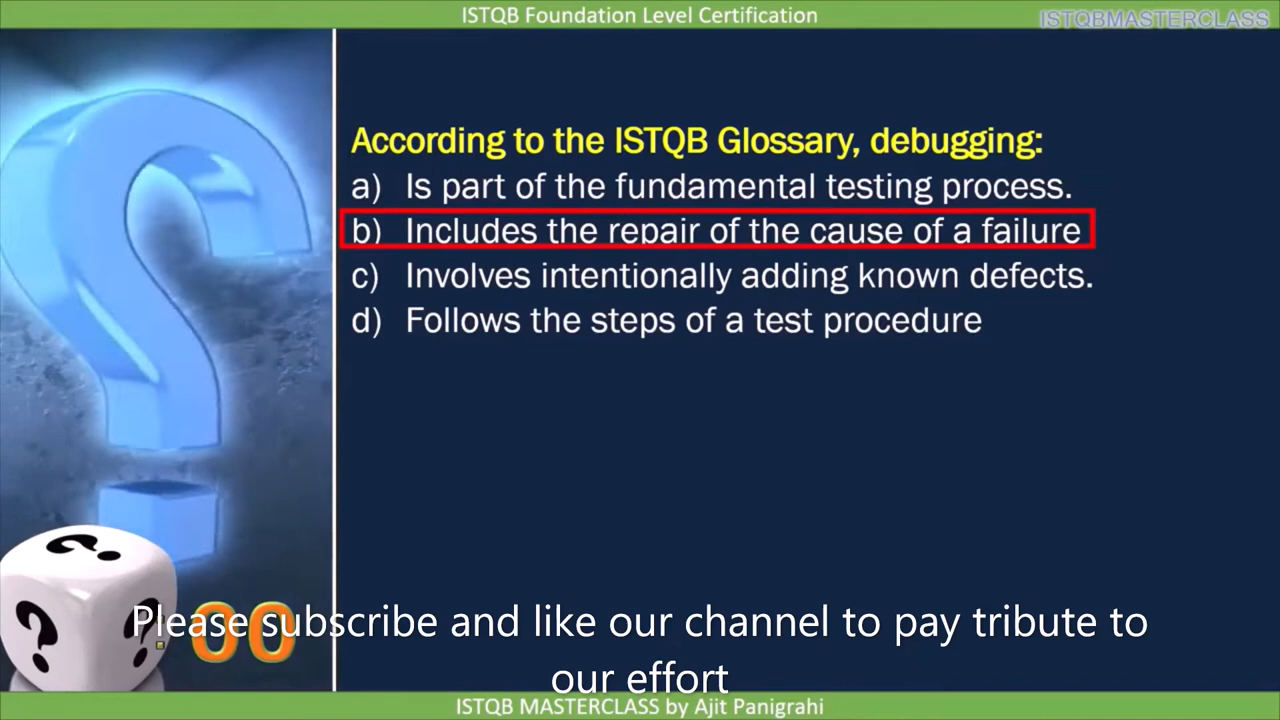 ISTQB Foundation Level Certification
ISTQBMASTERCLASS
According to the ISTQB Glossary, debugging:
a) Is part of the fundamental testing process.
b) Includes the repair of the cause of a failure
c) Involves intentionally adding known defects.
d) Follows the steps of a test procedure
00
Please subscribe and like our channel to pay tribute to
our effort
ISTQB MASTERCLASS by Ajit Panigrahi